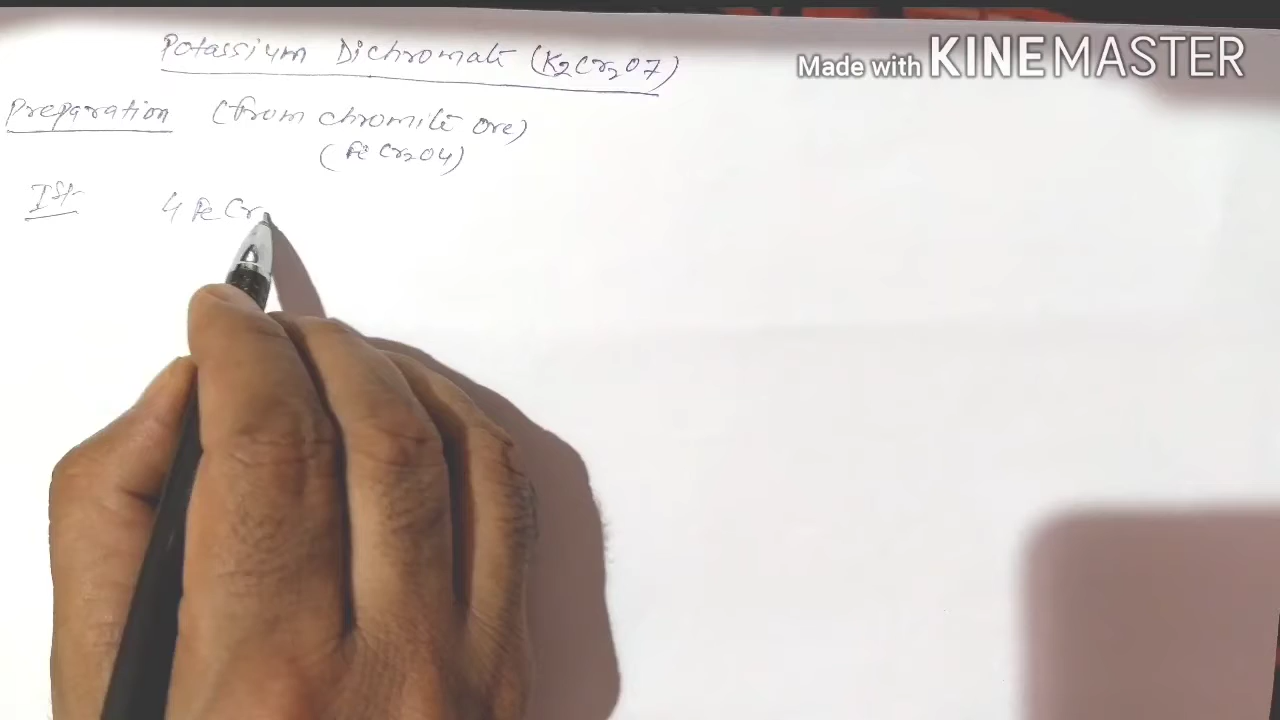 Potassium Dichromate (K2Cr2O7)
Made with KINEMASTER
Preparation (from chromite ore)
(FeCr2O4)
Ist
4 FeCr